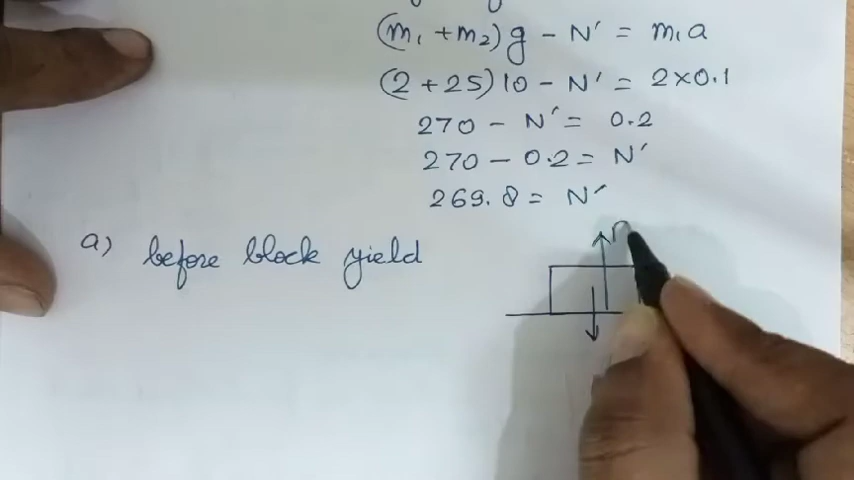 (m₁ + m₂) g - N' = m₁a
(2 + 25) 10 - N' = 2×0.1
270 - N' = 0.2
270 - 0.2 = N'
269.8 = N'
a) before block yield